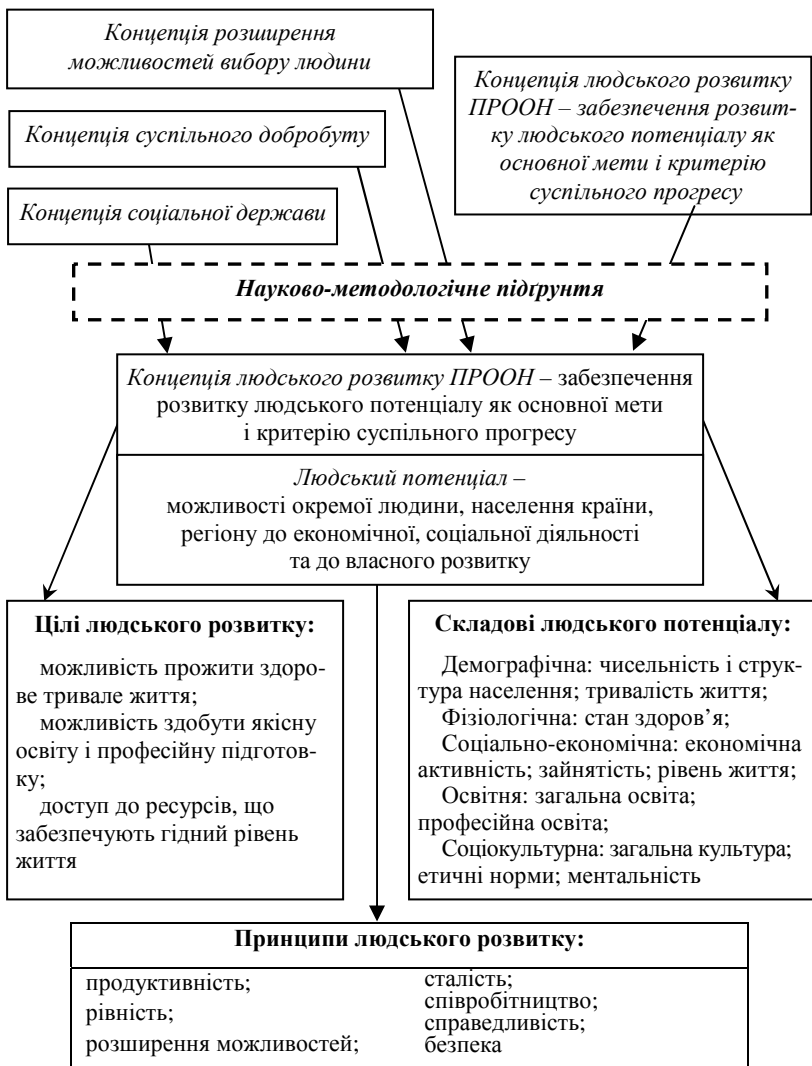 Концепція розширення
можливостей вибору людини
Концепція суспільного добробуту
Концепція соціальної держави
Концепція людського розвитку
ПРООН – забезпечення розвит-
ку людського потенціалу як
основної мети і критерію
суспільного прогресу
Науково-методологічне підґрунтя
Концепція людського розвитку ПРООН – забезпечення
розвитку людського потенціалу як основної мети
і критерію суспільного прогресу
Людський потенціал –
можливості окремої людини, населення країни,
регіону до економічної, соціальної діяльності
та до власного розвитку
Цілі людського розвитку:
можливість прожити здоро-
ве тривале життя;
можливість здобути якісну
освіту і професійну підготов-
ку;
доступ до ресурсів, що
забезпечують гідний рівень
життя
Складові людського потенціалу:
Демографічна: чисельність і струк-
тура населення; тривалість життя;
Фізіологічна: стан здоров’я;
Соціально-економічна: економічна
активність; зайнятість; рівень життя;
Освітня: загальна освіта;
професійна освіта;
Соціокультурна: загальна культура;
етичні норми; ментальність
Принципи людського розвитку:
продуктивність;
рівність;
розширення можливостей;
сталість;
співробітництво;
справедливість;
безпека